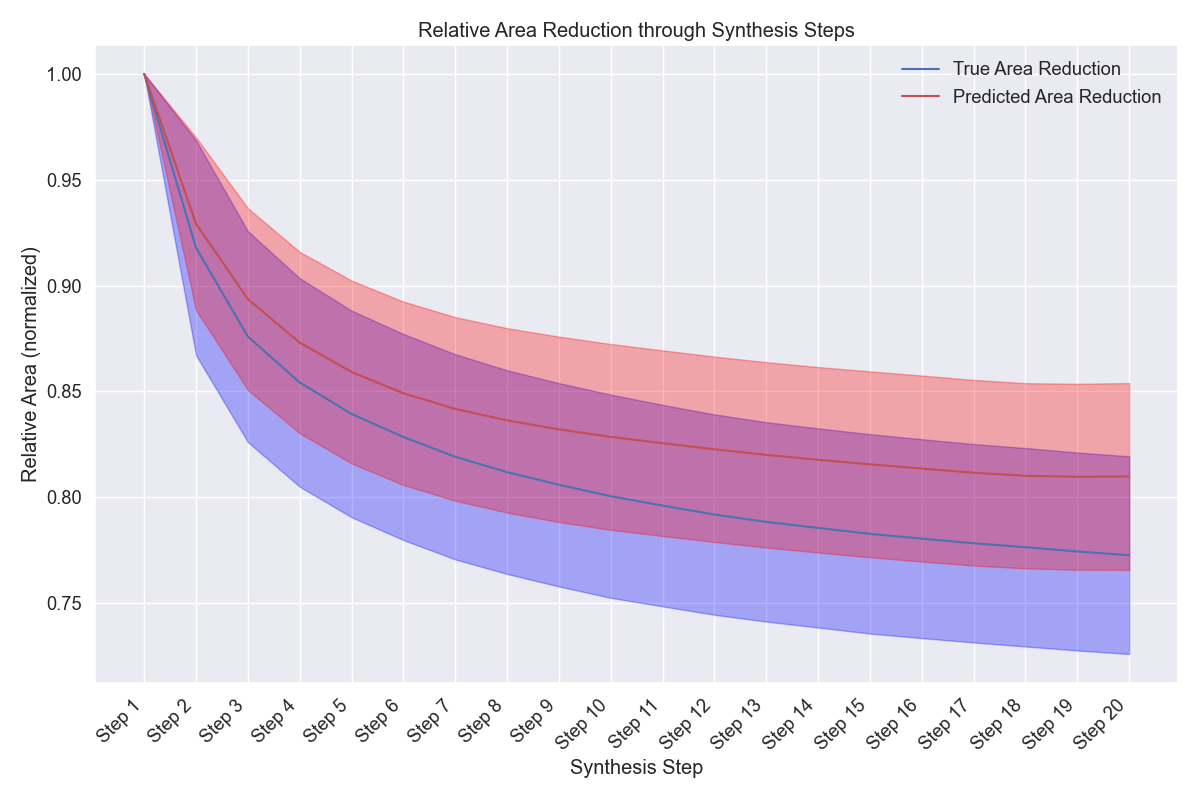 Relative Area Reduction through Synthesis Steps
True Area Reduction
Predicted Area Reduction
Relative Area (normalized)
1.00
0.95
0.90
0.85
0.80
0.75
Step 1
Step 2
Step 3
Step 4
Step 5
Step 6
Step 7
Step 8
Step 9
Step 10
Step 11
Step 12
Step 13
Step 14
Step 15
Step 16
Step 17
Step 18
Step 19
Step 20
Synthesis Step